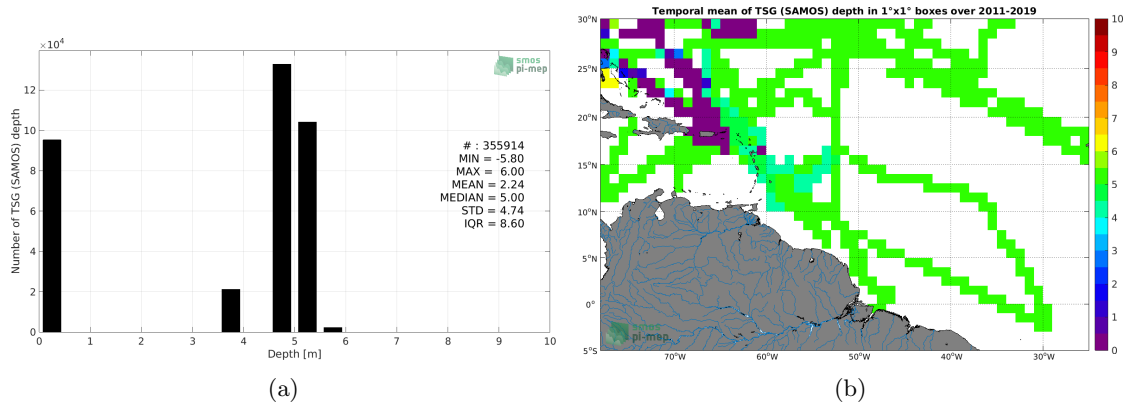 ×10⁴
12
10
8
6
4
2
0
Number of TSG (SAMOS) depth
0 1 2 3 4 5 6 7 8 9 10
Depth [m]
smos
pi-mep
# : 355914
MIN = -5.80
MAX = 6.00
MEAN = 2.24
MEDIAN = 5.00
STD = 4.74
IQR = 8.60
(a)
Temporal mean of TSG (SAMOS) depth in 1°x1° boxes over 2011-2019
30°N
25°N
20°N
15°N
10°N
5°N
0°
5°S
70°W 60°W 50°W 40°W 30°W
smos
pi-mep
10
9
8
7
6
5
4
3
2
1
0
(b)